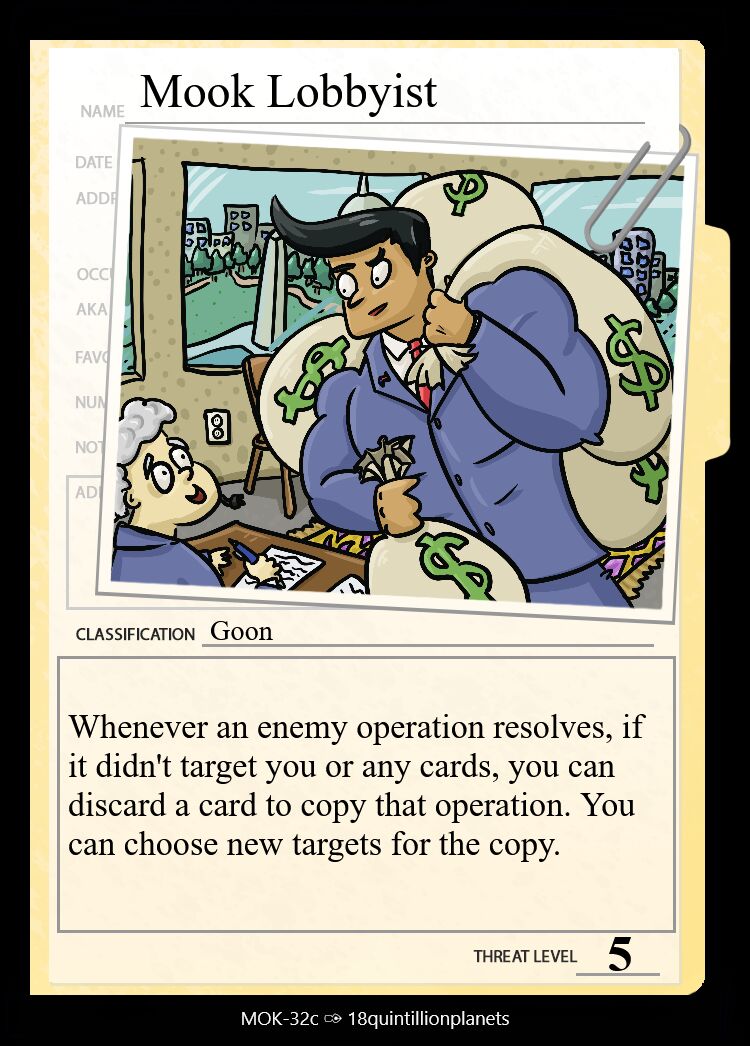 NAME Mook Lobbyist
DATE
ADDR
OCCU
AKA
FAVO
NUM
NOT
ADD
$
$
$
$
$
CLASSIFICATION Goon
Whenever an enemy operation resolves, if
it didn't target you or any cards, you can
discard a card to copy that operation. You
can choose new targets for the copy.
THREAT LEVEL 5
MOK-32c ✑ 18quintillionplanets